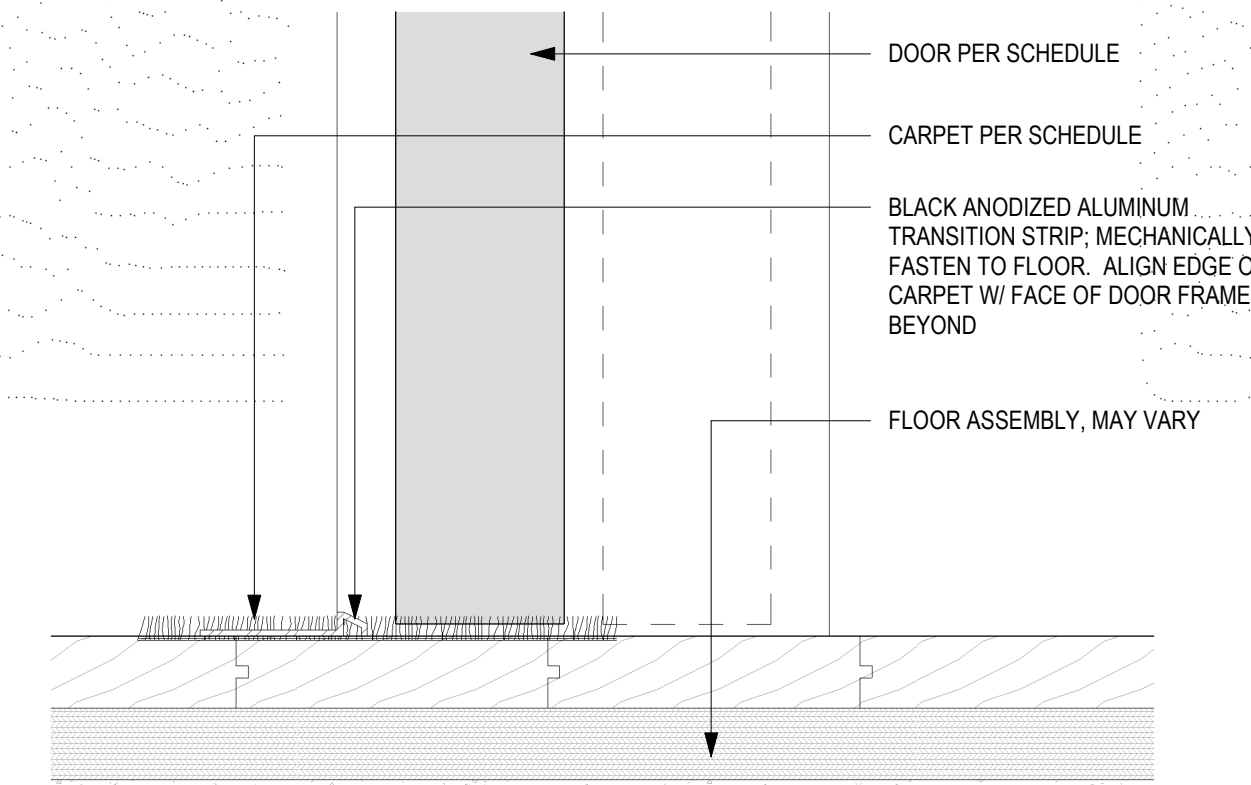 DOOR PER SCHEDULE
CARPET PER SCHEDULE
BLACK ANODIZED ALUMINUM
TRANSITION STRIP; MECHANICALLY
FASTEN TO FLOOR. ALIGN EDGE O
CARPET W/ FACE OF DOOR FRAME
BEYOND
FLOOR ASSEMBLY, MAY VARY